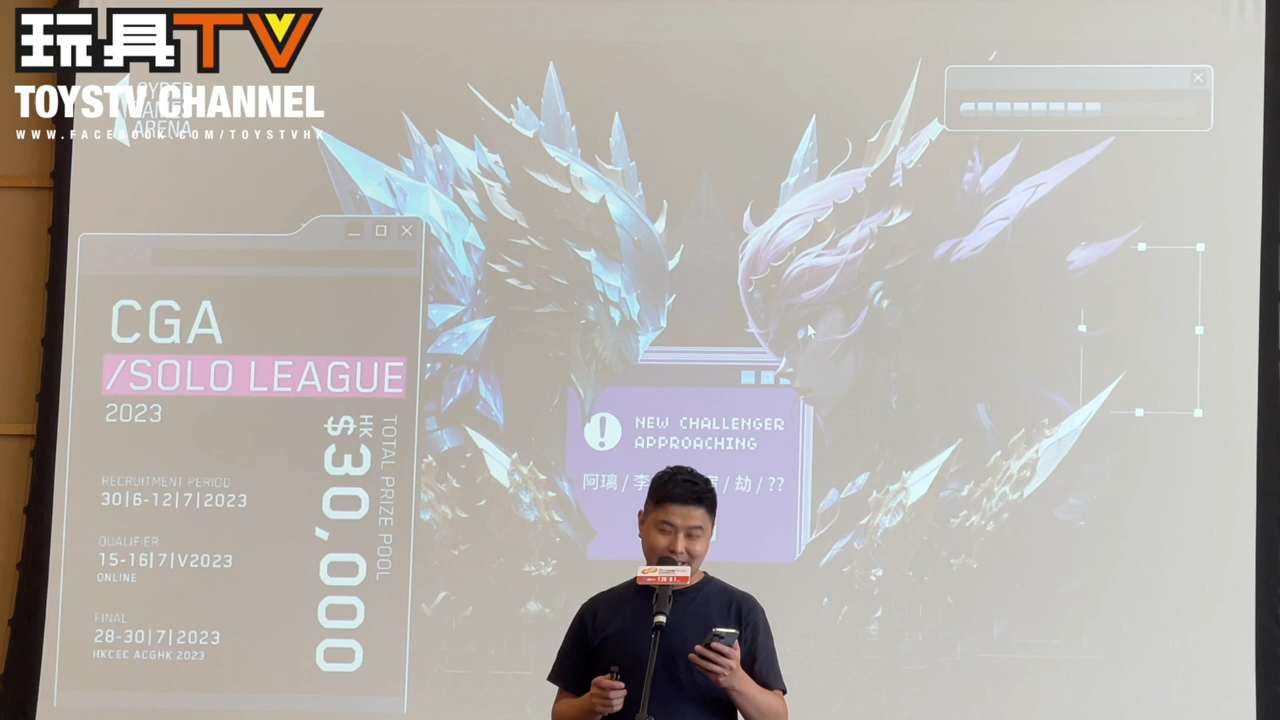 玩具TV
TOYSTV CHANNEL
WWW.FACEBOOK.COM/TOYSTVHK
CYBER
ARENA
CGA
/SOLO LEAGUE
2023
TOTAL PRIZE POOL
HK$30,000
RECRUITMENT PERIOD
30|6-12|7|2023
QUALIFIER
15-16|7|V2023
ONLINE
FINAL
28-30|7|2023
HKCEC ACGHK 2023
NEW CHALLENGER
APPROACHING
阿璃 / 李 / 劫 / ??